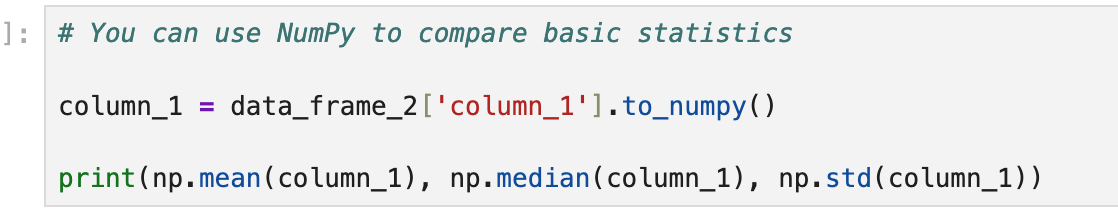 ]: # You can use NumPy to compare basic statistics
column_1 = data_frame_2['column_1'].to_numpy()
print(np.mean(column_1), np.median(column_1), np.std(column_1))